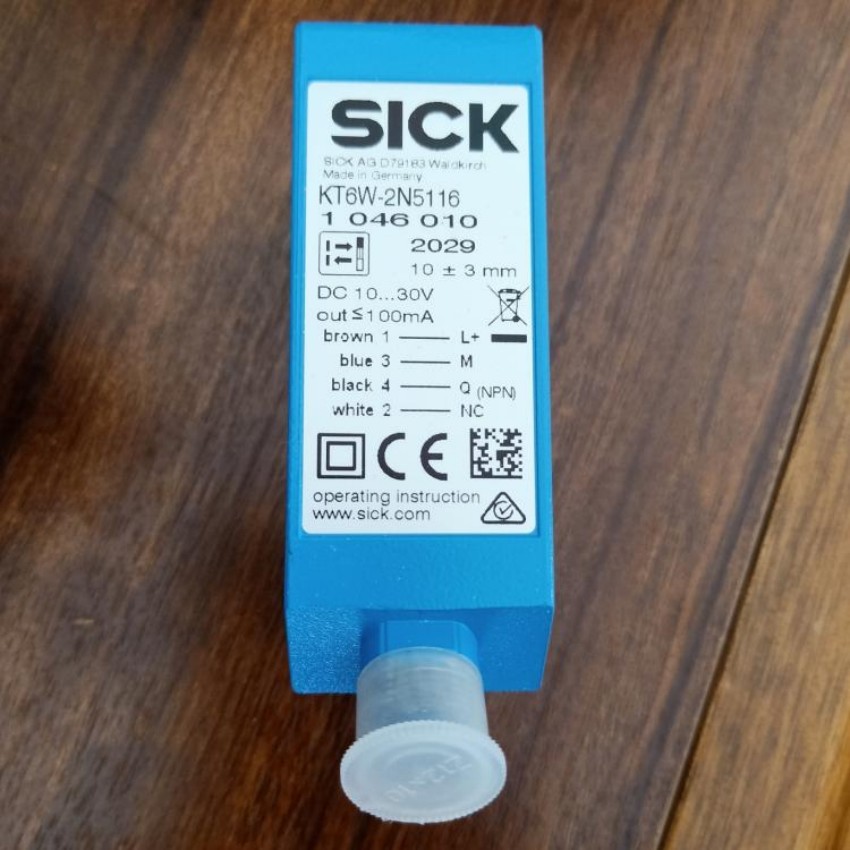 SICK
SICK AG D79183 Waldkirch
Made in Germany
KT6W-2N5116
1 046 010
2029
10 ± 3 mm
DC 10...30V
out≤100mA
brown 1 L+
blue 3 M
black 4 Q (NPN)
white 2 NC
CE
operating instruction
www.sick.com